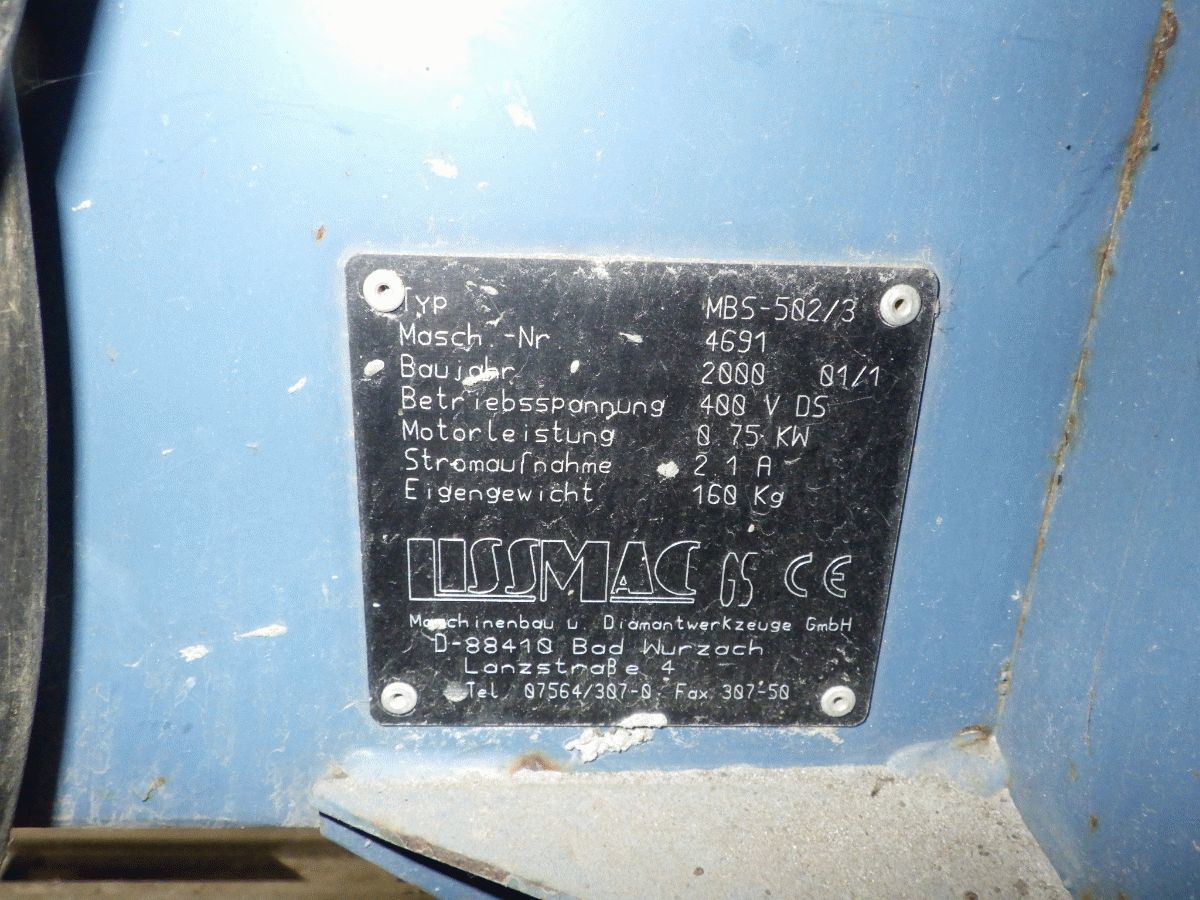 Typ MBS-502/3
Masch.-Nr 4691
Baujahr 2000 01/1
Betriebsspannung 400 V DS
Motorleistung 0.75 KW
Stromaufnahme 2.1 A
Eigengewicht 160 Kg
LISSMAC GS CE
Maschinenbau u. Diamantwerkzeuge GmbH
D-88410 Bad Wurzach
Lanzstraße 4
Tel. 07564/307-0, Fax 307-50